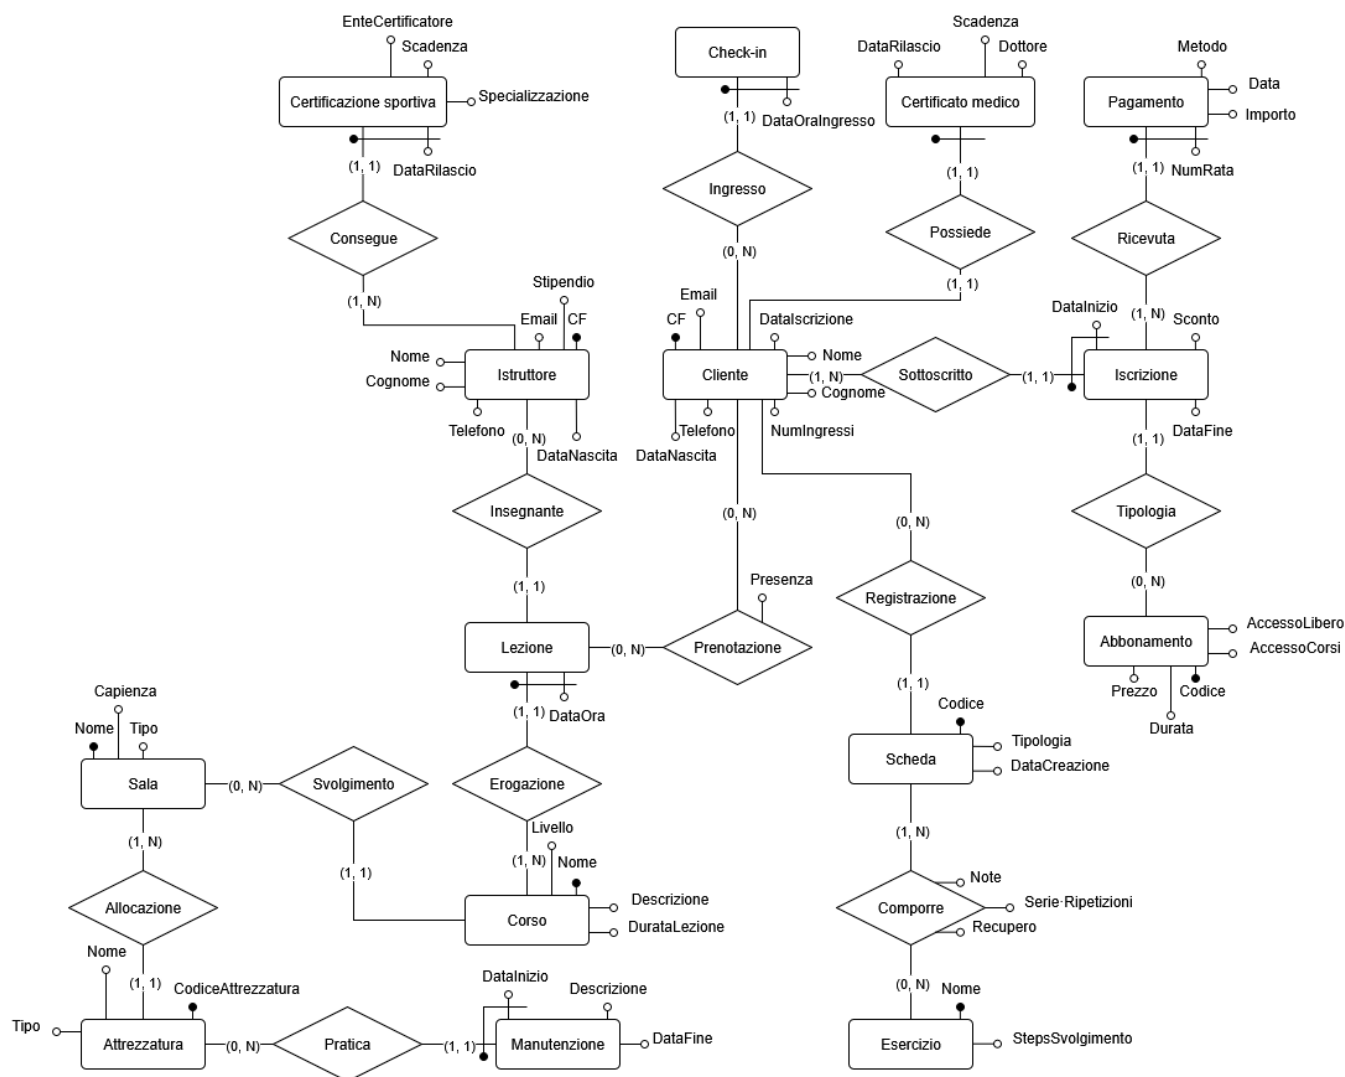 EnteCertificatore
Scadenza
Certificazione sportiva
Specializzazione
DataRilascio
(1, 1)
Consegue
(1, N)
Check-in
DataOraIngresso
(1, 1)
Ingresso
(0, N)
Scadenza
DataRilascio
Dottore
Certificato medico
(1, 1)
Possiede
(1, 1)
Metodo
Pagamento
Data
Importo
NumRata
(1, 1)
Ricevuta
(1, N)
Stipendio
Email
CF
Nome
Cognome
Istruttore
Telefono
(0, N)
DataNascita
Insegnante
(1, 1)
Email
CF
DataIscrizione
Nome
Cliente
Cognome
Telefono
NumIngressi
DataNascita
(1, N)
Sottoscritto
(1, 1)
DataInizio
Sconto
Iscrizione
DataFine
(1, 1)
Tipologia
(0, N)
AccessoLibero
Abbonamento
AccessoCorsi
Prezzo
Codice
Durata
(0, N)
Presenza
Prenotazione
(0, N)
Lezione
DataOra
(1, 1)
Erogazione
(1, N)
Livello
Nome
Descrizione
Corso
DurataLezione
(0, N)
Registrazione
(1, 1)
Codice
Tipologia
Scheda
DataCreazione
(1, N)
Note
Comporre
Serie·Ripetizioni
Recupero
(0, N)
Nome
Esercizio
StepsSvolgimento
Capienza
Nome
Tipo
Sala
(0, N)
Svolgimento
(1, 1)
(1, N)
Allocazione
(1, 1)
Nome
CodiceAttrezzatura
Tipo
Attrezzatura
(0, N)
Pratica
(1, 1)
DataInizio
Descrizione
Manutenzione
DataFine